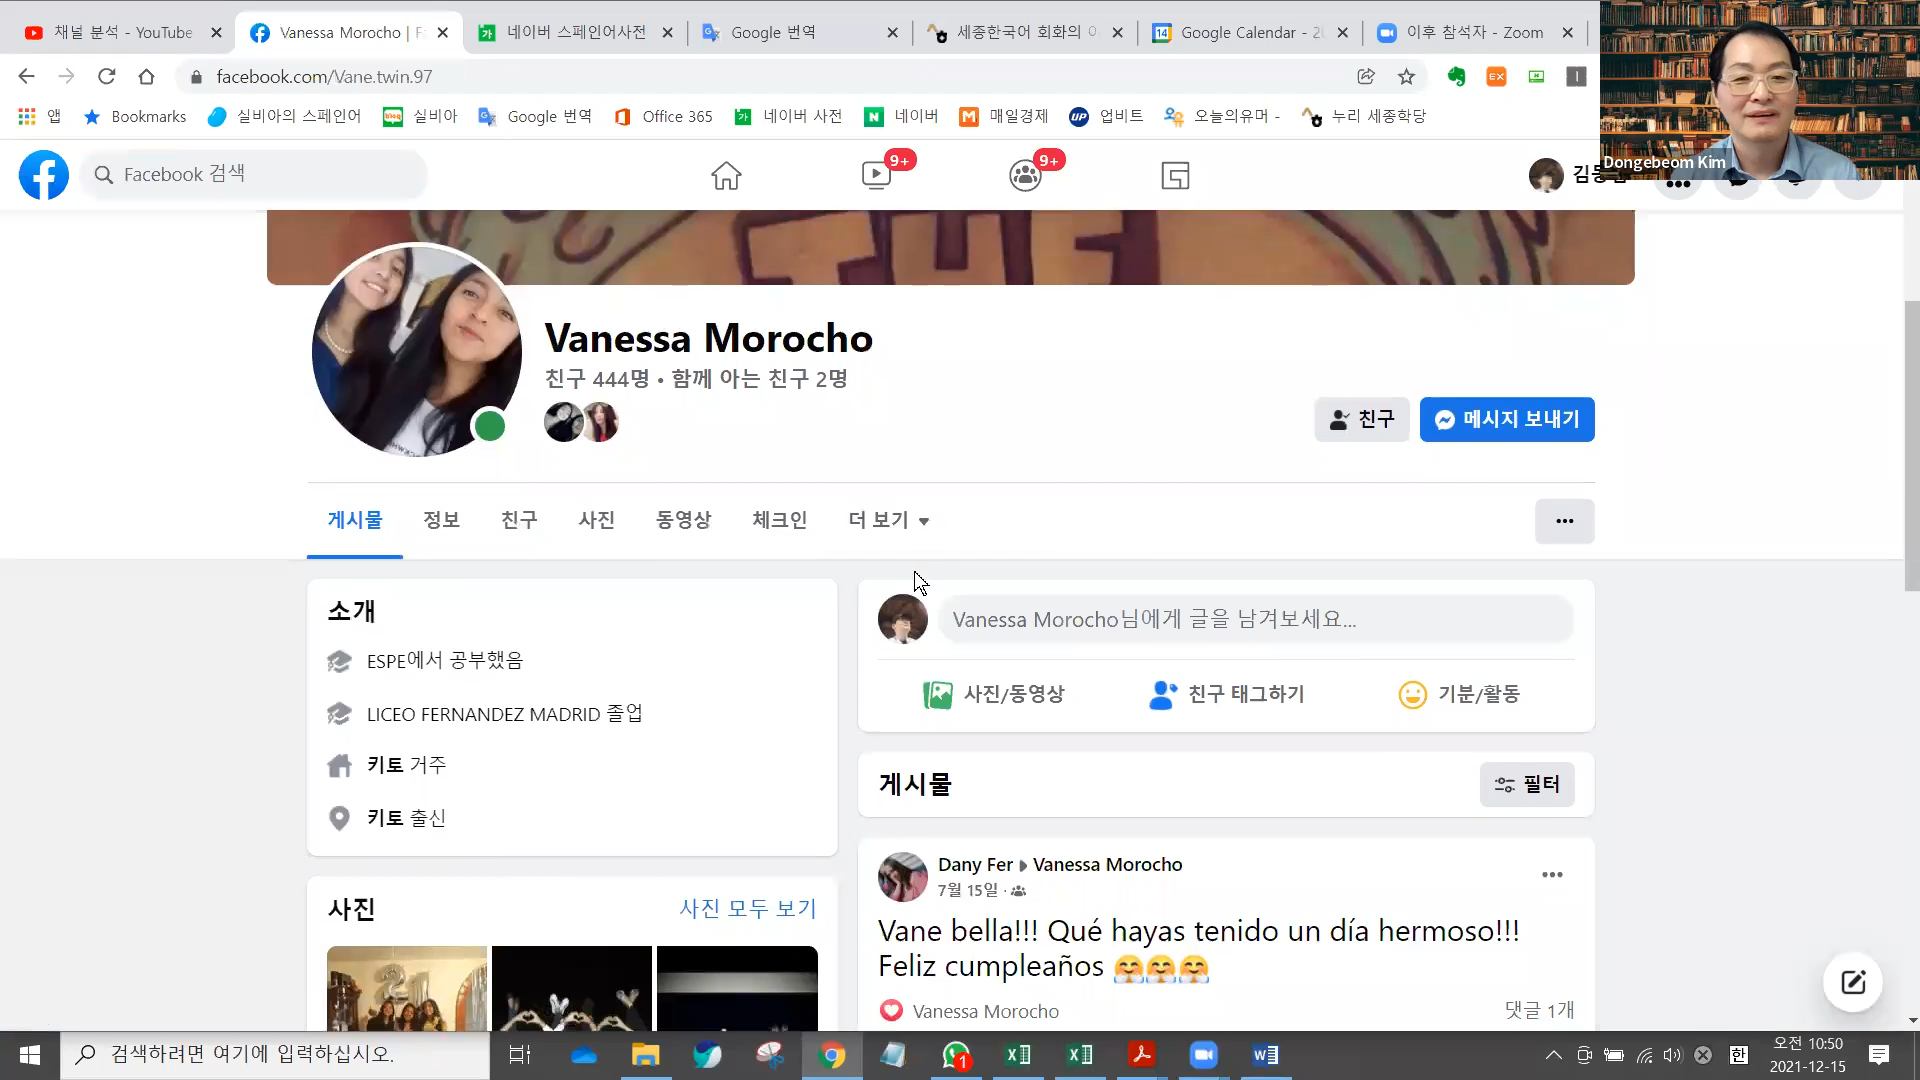 채널 분석 - YouTube
Vanessa Morocho | F
네이버 스페인어사전
Google 번역
세종한국어 회화의
Google Calendar - 20
이후 참석자 - Zoom
facebook.com/Vane.twin.97
앱
Bookmarks
실비아의 스페인어
실비아
Google 번역
Office 365
네이버 사전
네이버
매일경제
업비트
오늘의유머 -
누리 세종학당
Dongebeom Kim
Facebook 검색
9+
9+
THE
Vanessa Morocho
친구 444명 • 함께 아는 친구 2명
친구
메시지 보내기
게시물
정보
친구
사진
동영상
체크인
더 보기
소개
ESPE에서 공부했음
LICEO FERNANDEZ MADRID 졸업
키토 거주
키토 출신
사진
사진 모두 보기
21
Vanessa Morocho님에게 글을 남겨보세요...
사진/동영상
친구 태그하기
기분/활동
게시물
필터
Dany Fer ▸ Vanessa Morocho
7월 15일 ·
Vane bella!!! Qué hayas tenido un día hermoso!!!
Feliz cumpleaños 🤗🤗🤗
Vanessa Morocho
댓글 1개
검색하려면 여기에 입력하십시오.
1
한
오전 10:50
2021-12-15